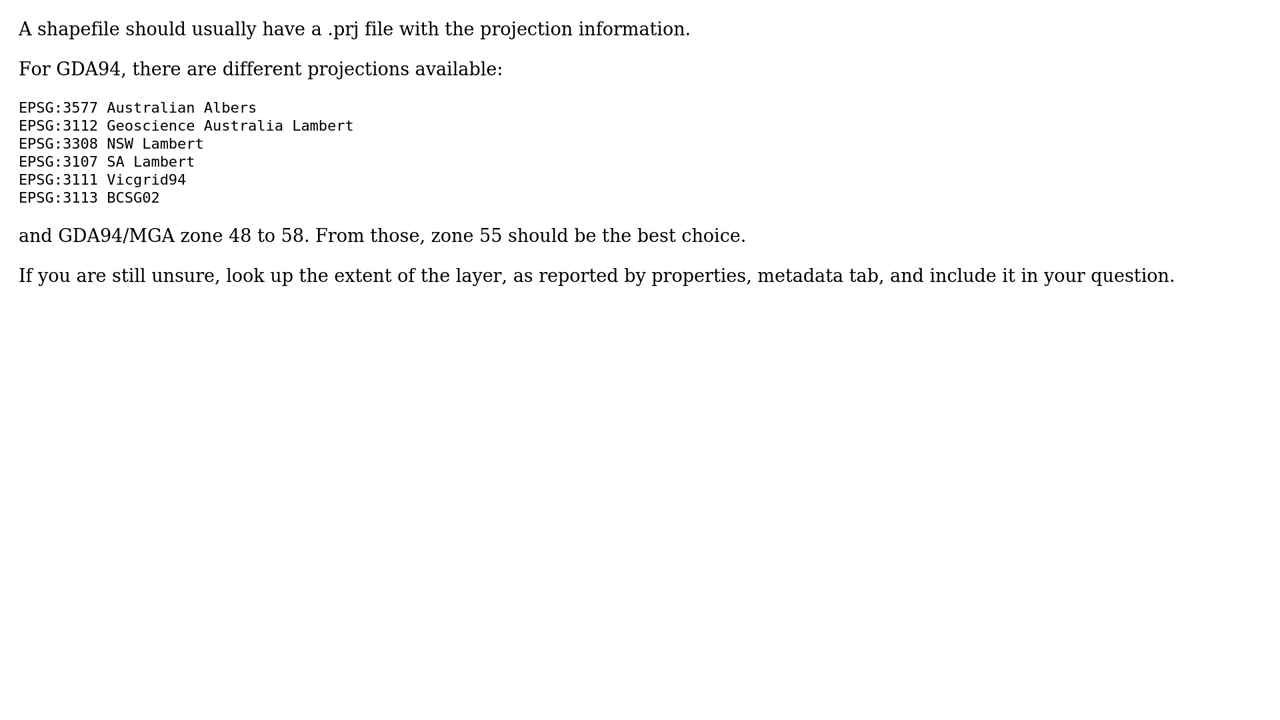 A shapefile should usually have a .prj file with the projection information.
For GDA94, there are different projections available:
EPSG:3577 Australian Albers
EPSG:3112 Geoscience Australia Lambert
EPSG:3308 NSW Lambert
EPSG:3107 SA Lambert
EPSG:3111 Vicgrid94
EPSG:3113 BCSG02
and GDA94/MGA zone 48 to 58. From those, zone 55 should be the best choice.
If you are still unsure, look up the extent of the layer, as reported by properties, metadata tab, and include it in your question.